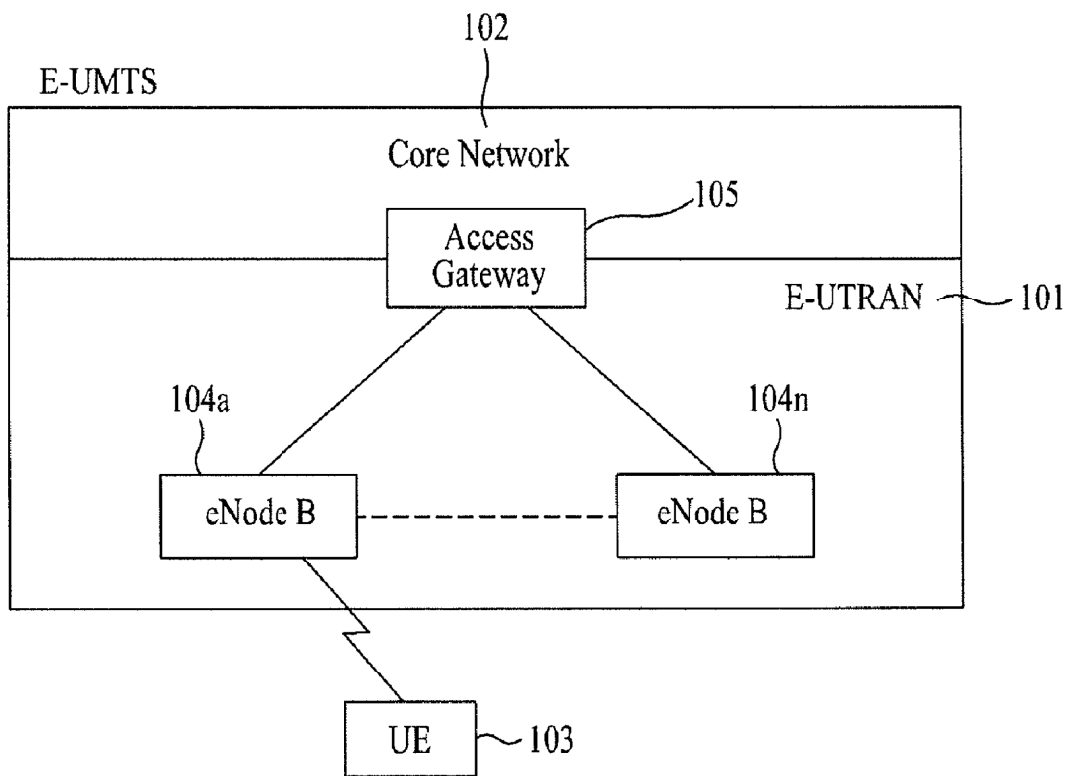 102
E-UMTS
Core Network
105
Access
Gateway
E-UTRAN
101
104a
104n
eNode B
eNode B
UE
103